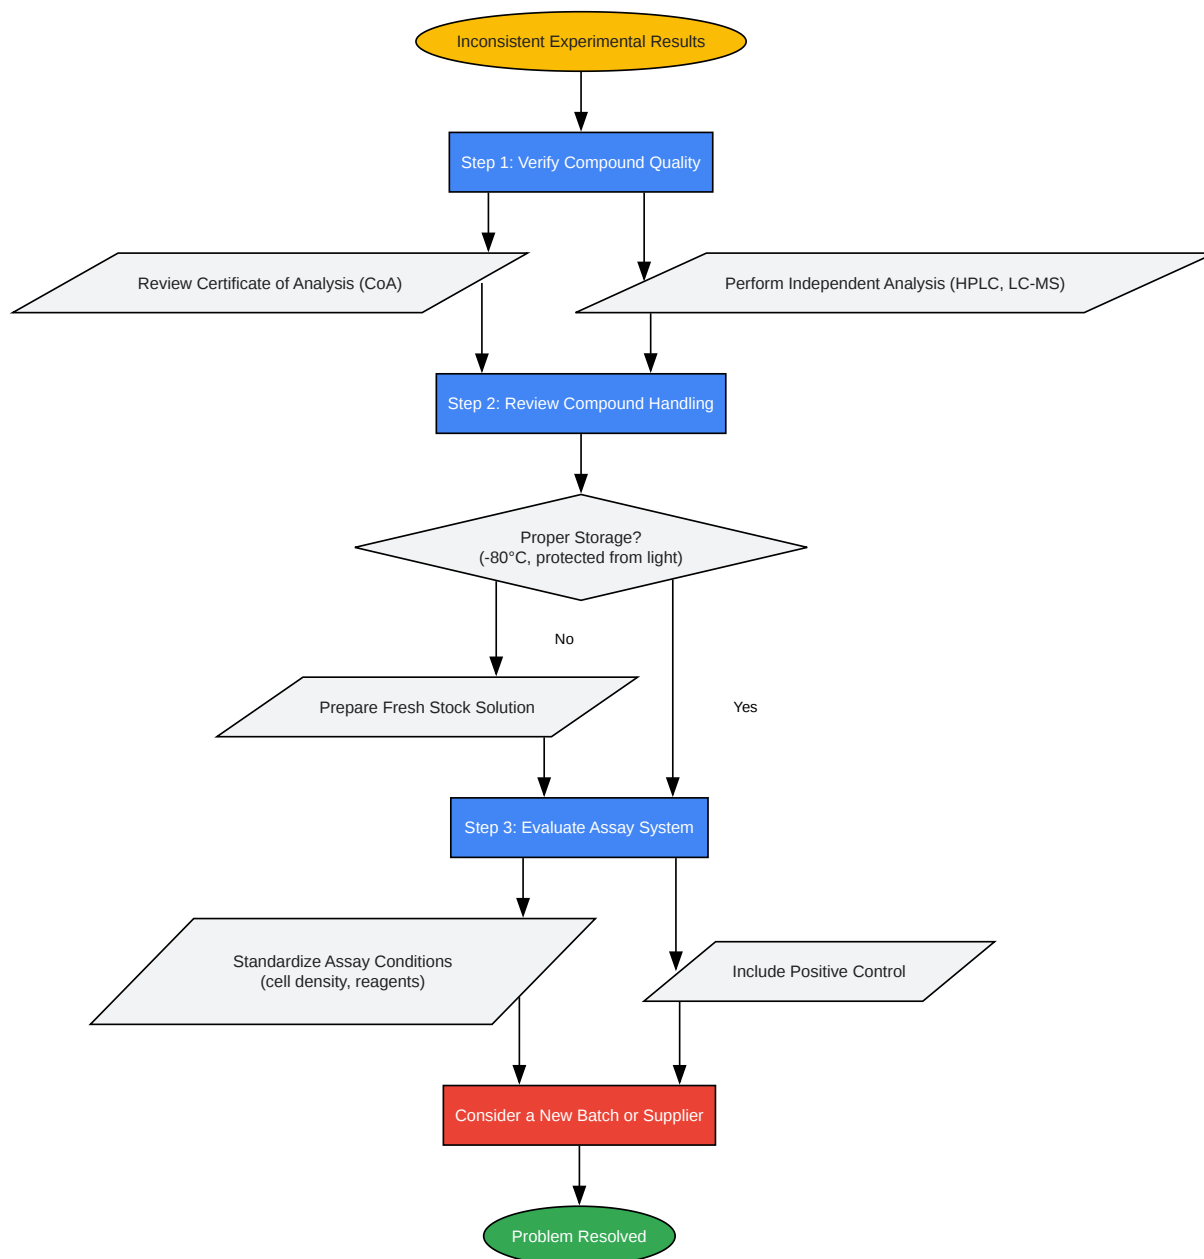 Inconsistent Experimental Results
Step 1: Verify Compound Quality
Review Certificate of Analysis (CoA)
Perform Independent Analysis (HPLC, LC-MS)
Step 2: Review Compound Handling
Proper Storage?
(-80°C, protected from light)
No
Prepare Fresh Stock Solution
Yes
Step 3: Evaluate Assay System
Standardize Assay Conditions
(cell density, reagents)
Include Positive Control
Consider a New Batch or Supplier
Problem Resolved